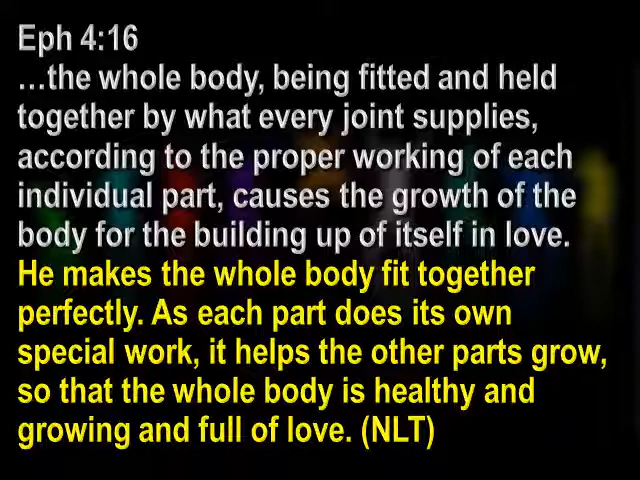 Eph 4:16
…the whole body, being fitted and held
together by what every joint supplies,
according to the proper working of each
individual part, causes the growth of the
body for the building up of itself in love.
He makes the whole body fit together
perfectly. As each part does its own
special work, it helps the other parts grow,
so that the whole body is healthy and
growing and full of love. (NLT)